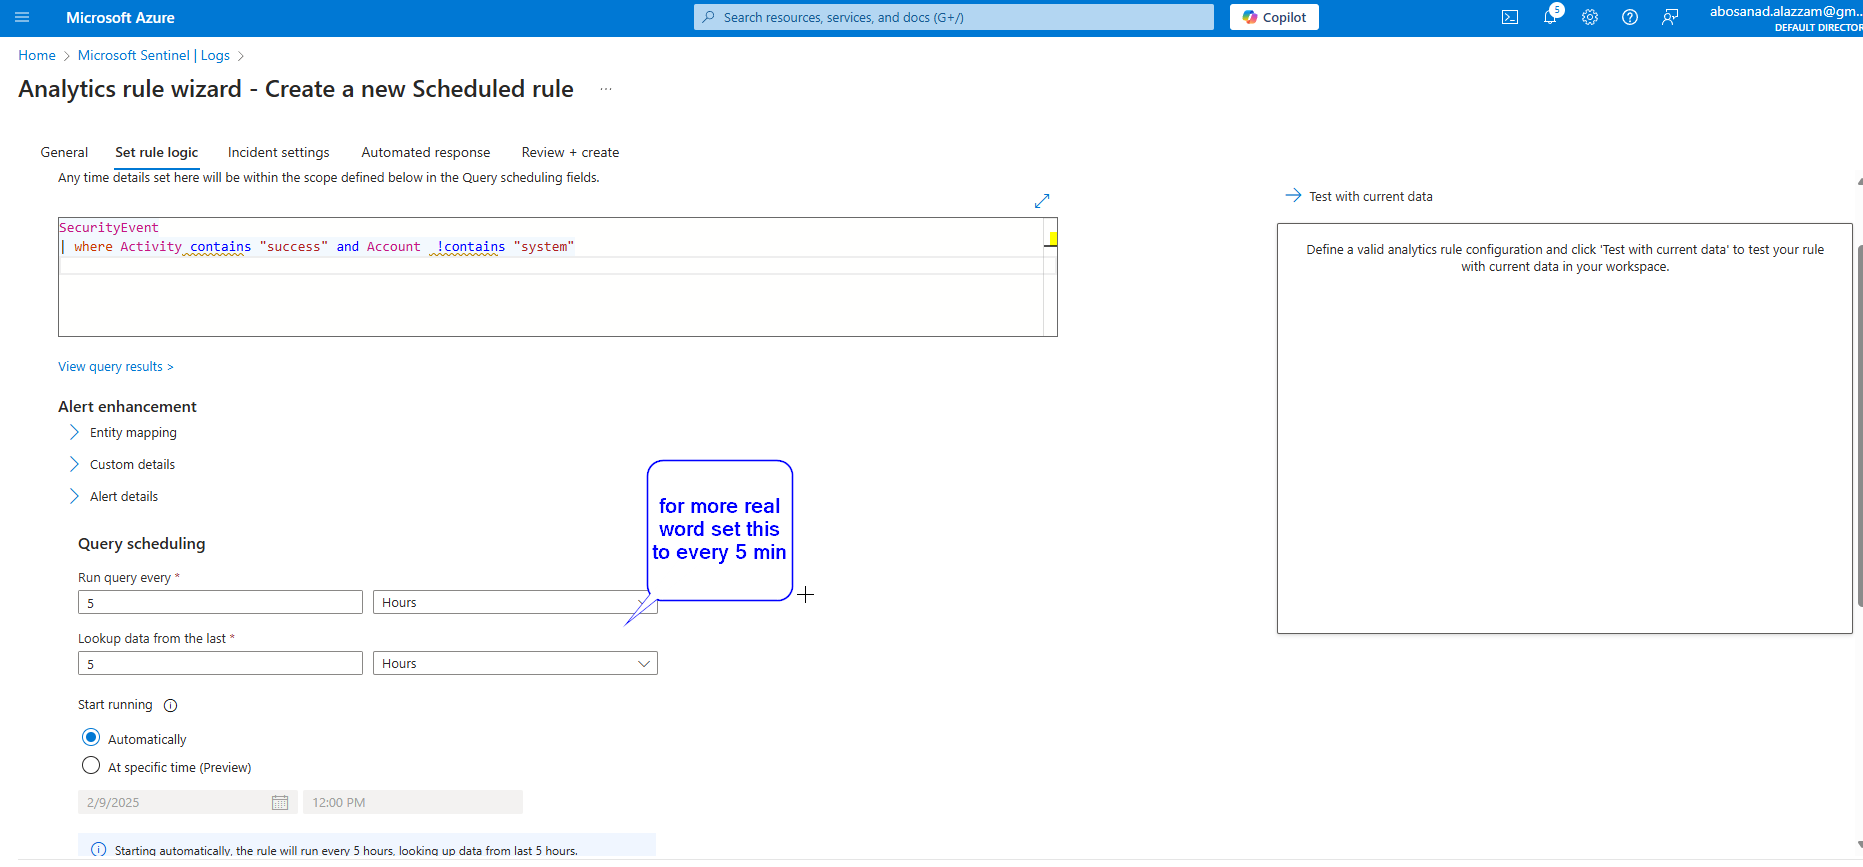 Microsoft Azure
Search resources, services, and docs (G+/)
Copilot
5
abosanad.alazzam@gm...
DEFAULT DIRECTOR
Home > Microsoft Sentinel | Logs >
Analytics rule wizard - Create a new Scheduled rule ...
General Set rule logic Incident settings Automated response Review + create
Any time details set here will be within the scope defined below in the Query scheduling fields.
Test with current data
SecurityEvent
| where Activity contains "success" and Account !contains "system"
Define a valid analytics rule configuration and click 'Test with current data' to test your rule
with current data in your workspace.
View query results >
Alert enhancement
Entity mapping
Custom details
Alert details
for more real
word set this
to every 5 min
Query scheduling
Run query every *
5 Hours
Lookup data from the last *
5 Hours
Start running
Automatically
At specific time (Preview)
2/9/2025 12:00 PM
Starting automatically, the rule will run every 5 hours, looking up data from last 5 hours.